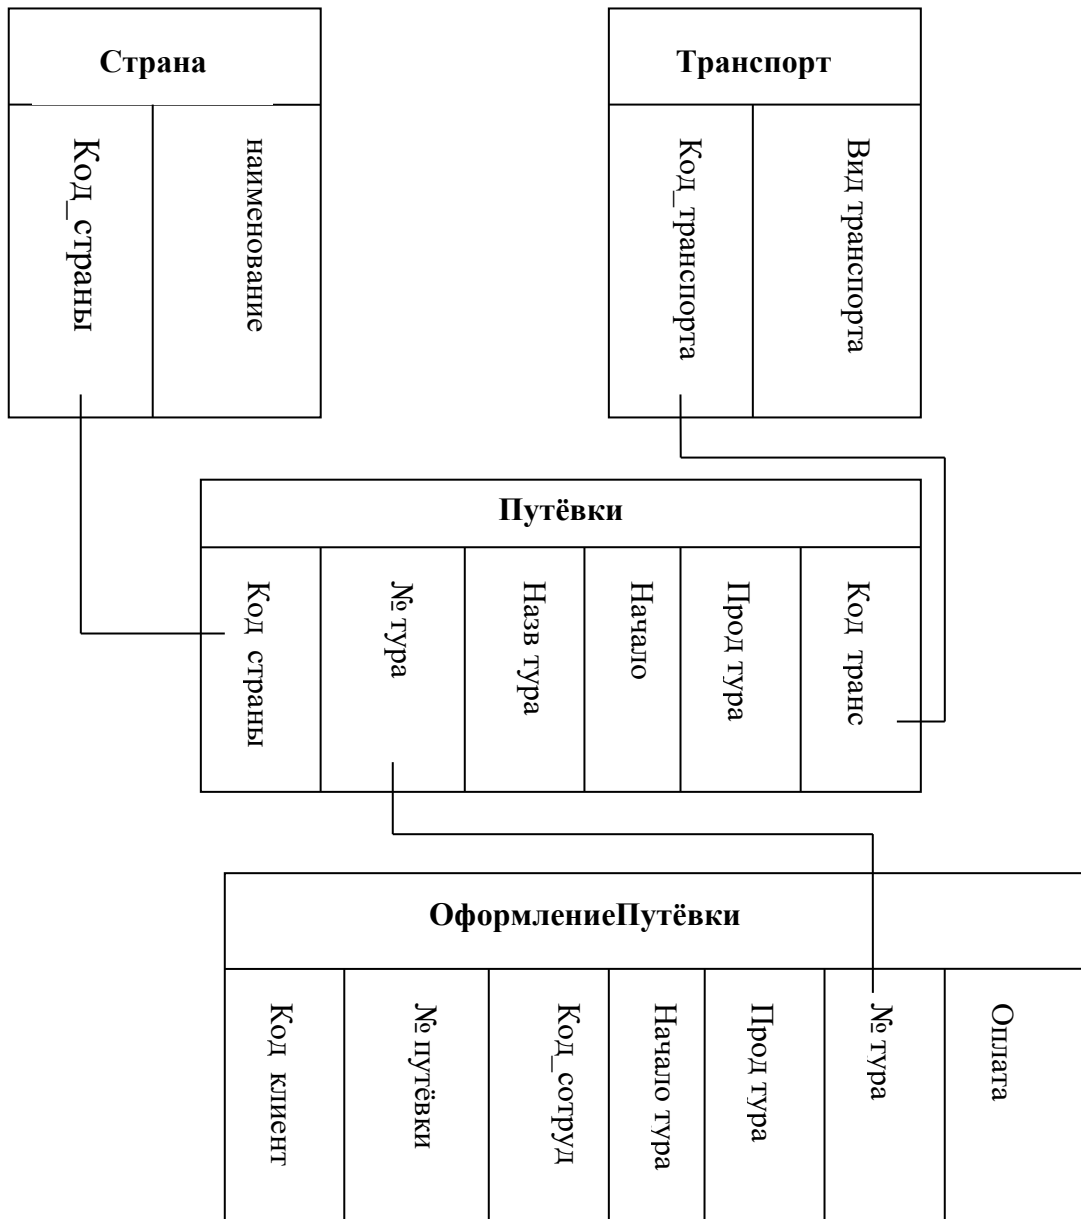 Страна
Транспорт
Код_страны
наименование
Код_транспорта
Вид транспорта
Путёвки
Код  страны
№ тура
Назв тура
Начало
Прод тура
Код  транс
ОформлениеПутёвки
Код  клиент
№ путёвки
Код_сотруд
Начало тура
Прод тура
№ тура
Оплата